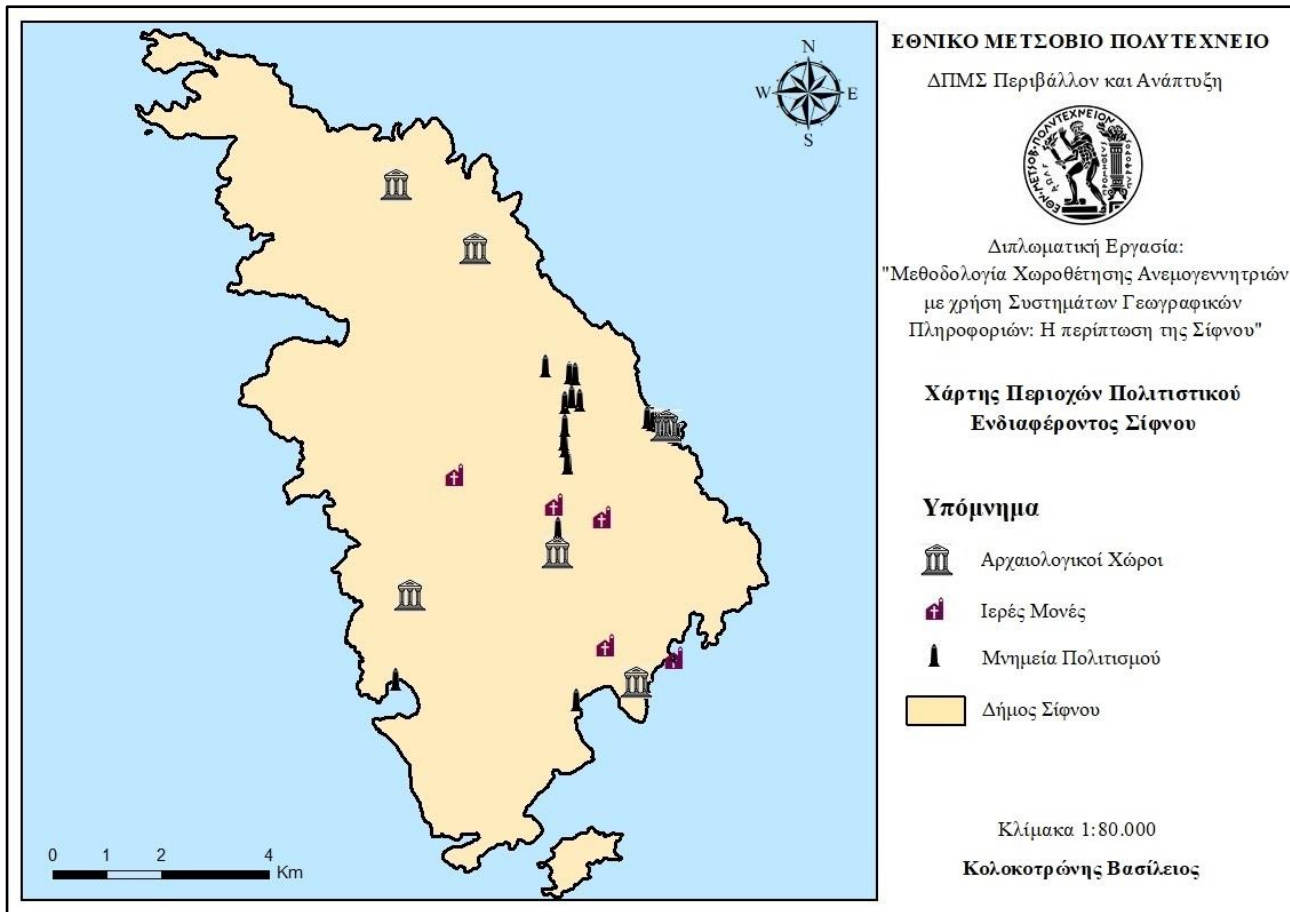 ΕΘΝΙΚΟ ΜΕΤΣΟΒΙΟ ΠΟΛΥΤΕΧΝΕΙΟ
ΔΠΜΣ Περιβάλλον και Ανάπτυξη
Διπλωματική Εργασία:
"Μεθοδολογία Χωροθέτησης Ανεμογεννητριών
με χρήση Συστημάτων Γεωγραφικών
Πληροφοριών: Η περίπτωση της Σίφνου"
Χάρτης Περιοχών Πολιτιστικού
Ενδιαφέροντος Σίφνου
Υπόμνημα
Αρχαιολογικοί Χώροι
Ιερές Μονές
Μνημεία Πολιτισμού
Δήμος Σίφνου
Κλίμακα 1:80.000
Κολοκοτρώνης Βασίλειος
N
W E
S
0 1 2 4
Km